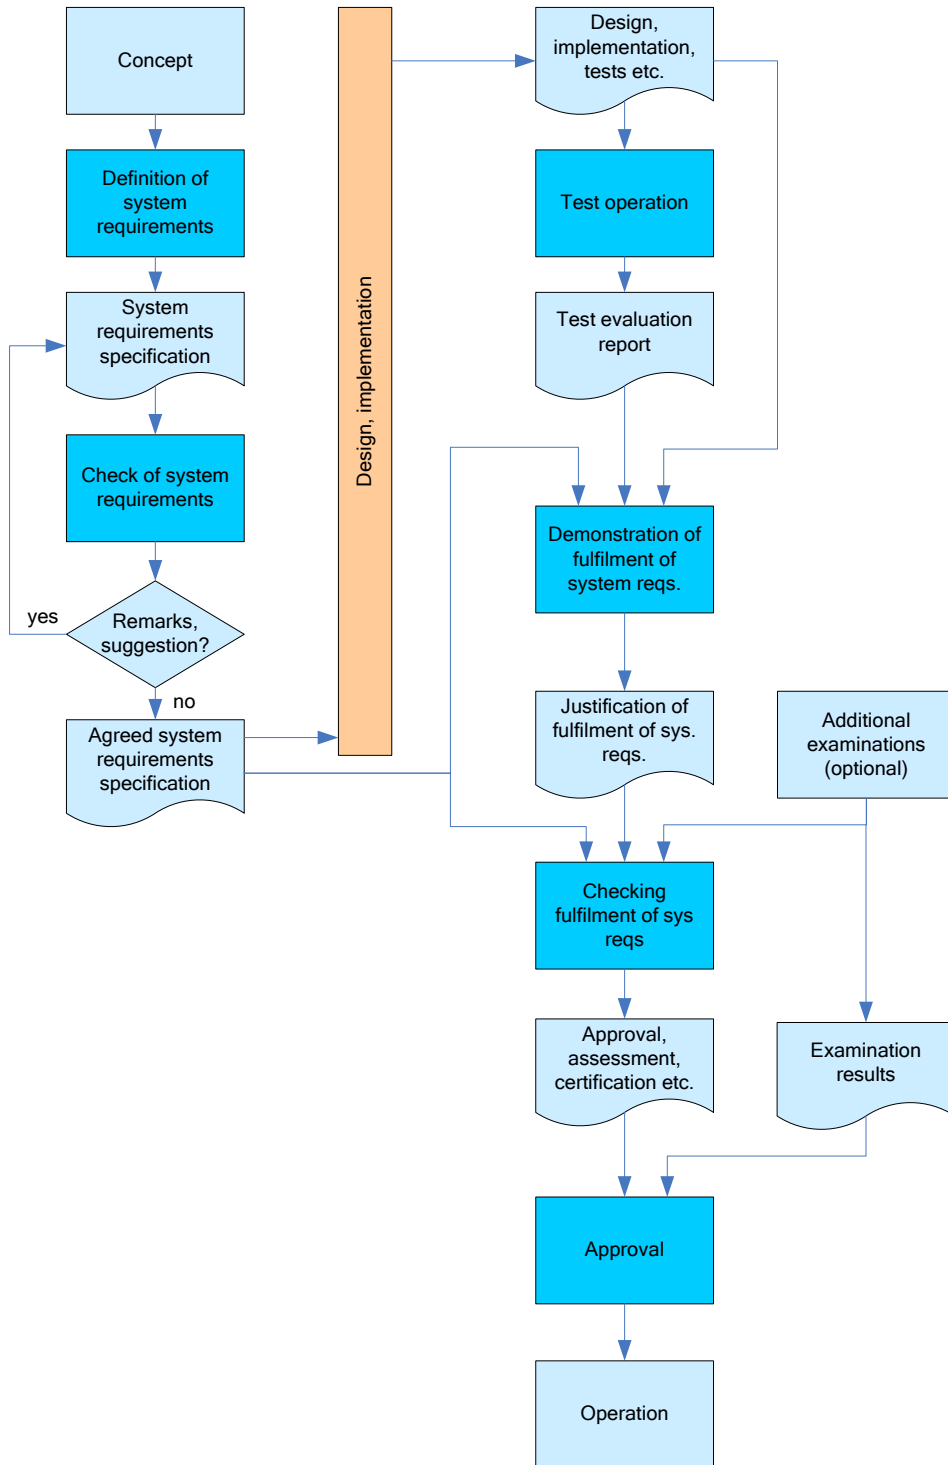 Concept
Definition of
system
requirements
System
requirements
specification
Check of system
requirements
yes
Remarks,
suggestion?
no
Agreed system
requirements
specification
Design, implementation
Design,
implementation,
tests etc.
Test operation
Test evaluation
report
Demonstration of
fulfilment of
system reqs.
Justification of
fulfilment of sys.
reqs.
Additional
examinations
(optional)
Checking
fulfilment of sys
reqs
Approval,
assessment,
certification etc.
Examination
results
Approval
Operation